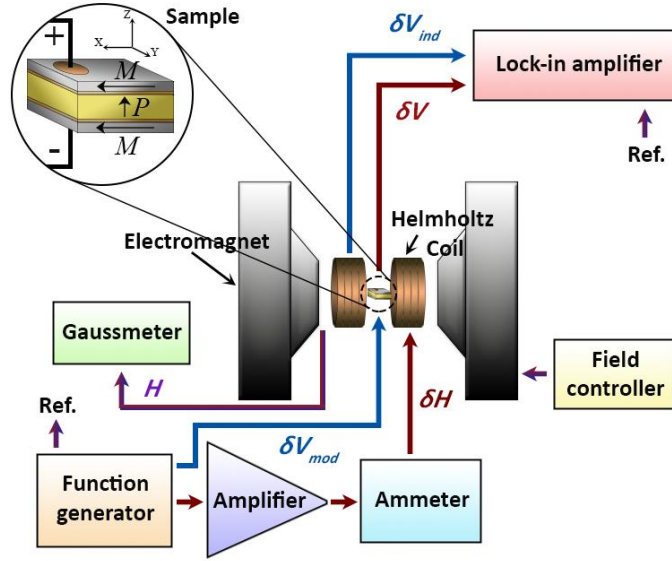 Sample
Z
X
Y
+
M
P
M
-
δV_ind
δV
Lock-in amplifier
Ref.
Helmholtz
Coil
Electromagnet
Gaussmeter
H
Field
controller
δH
Ref.
δV_mod
Function
generator
Amplifier
Ammeter